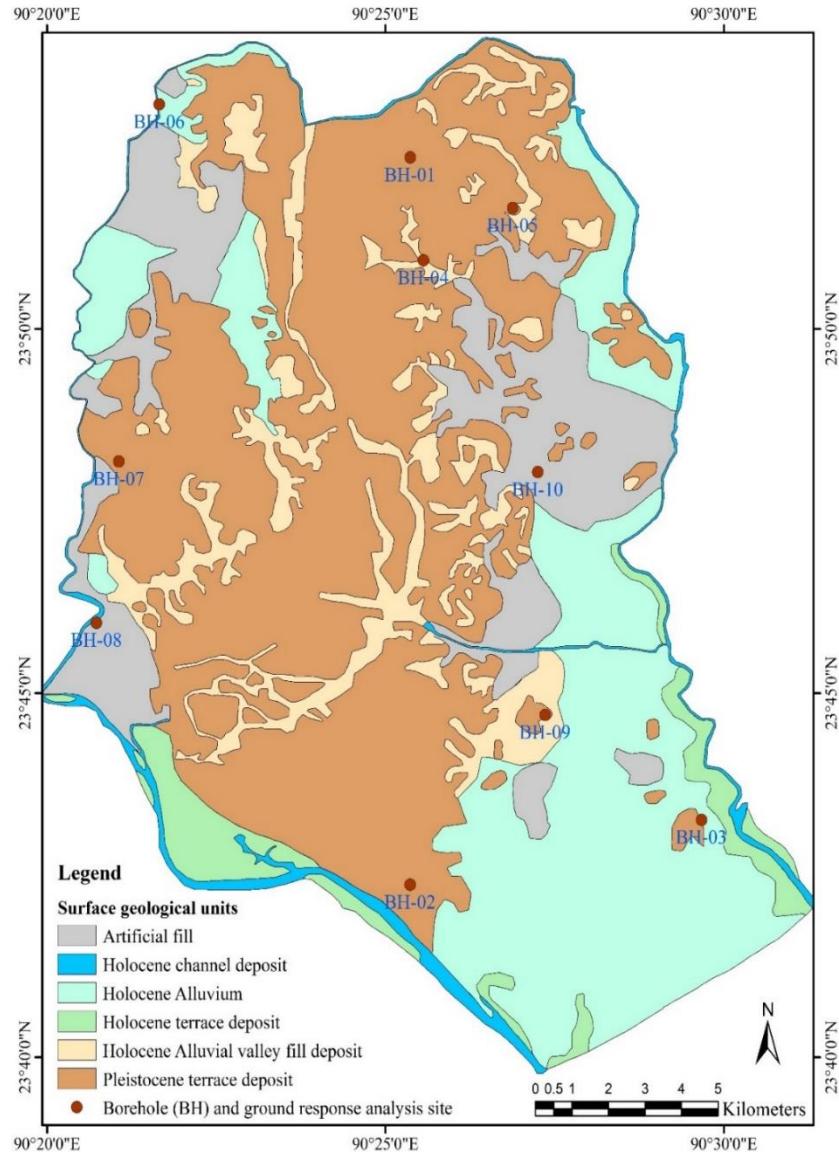 90°20'0"E 90°25'0"E 90°30'0"E
BH-06
BH-01
BH-05
BH-04
23°50'0"N 23°50'0"N
BH-07
BH-10
BH-08
23°45'0"N 23°45'0"N
BH-09
BH-03
BH-02
Legend
Surface geological units
Artificial fill
Holocene channel deposit
Holocene Alluvium
Holocene terrace deposit
Holocene Alluvial valley fill deposit
Pleistocene terrace deposit
Borehole (BH) and ground response analysis site
N
0 0.5 1 2 3 4 5
Kilometers
23°40'0"N 23°40'0"N
90°20'0"E 90°25'0"E 90°30'0"E